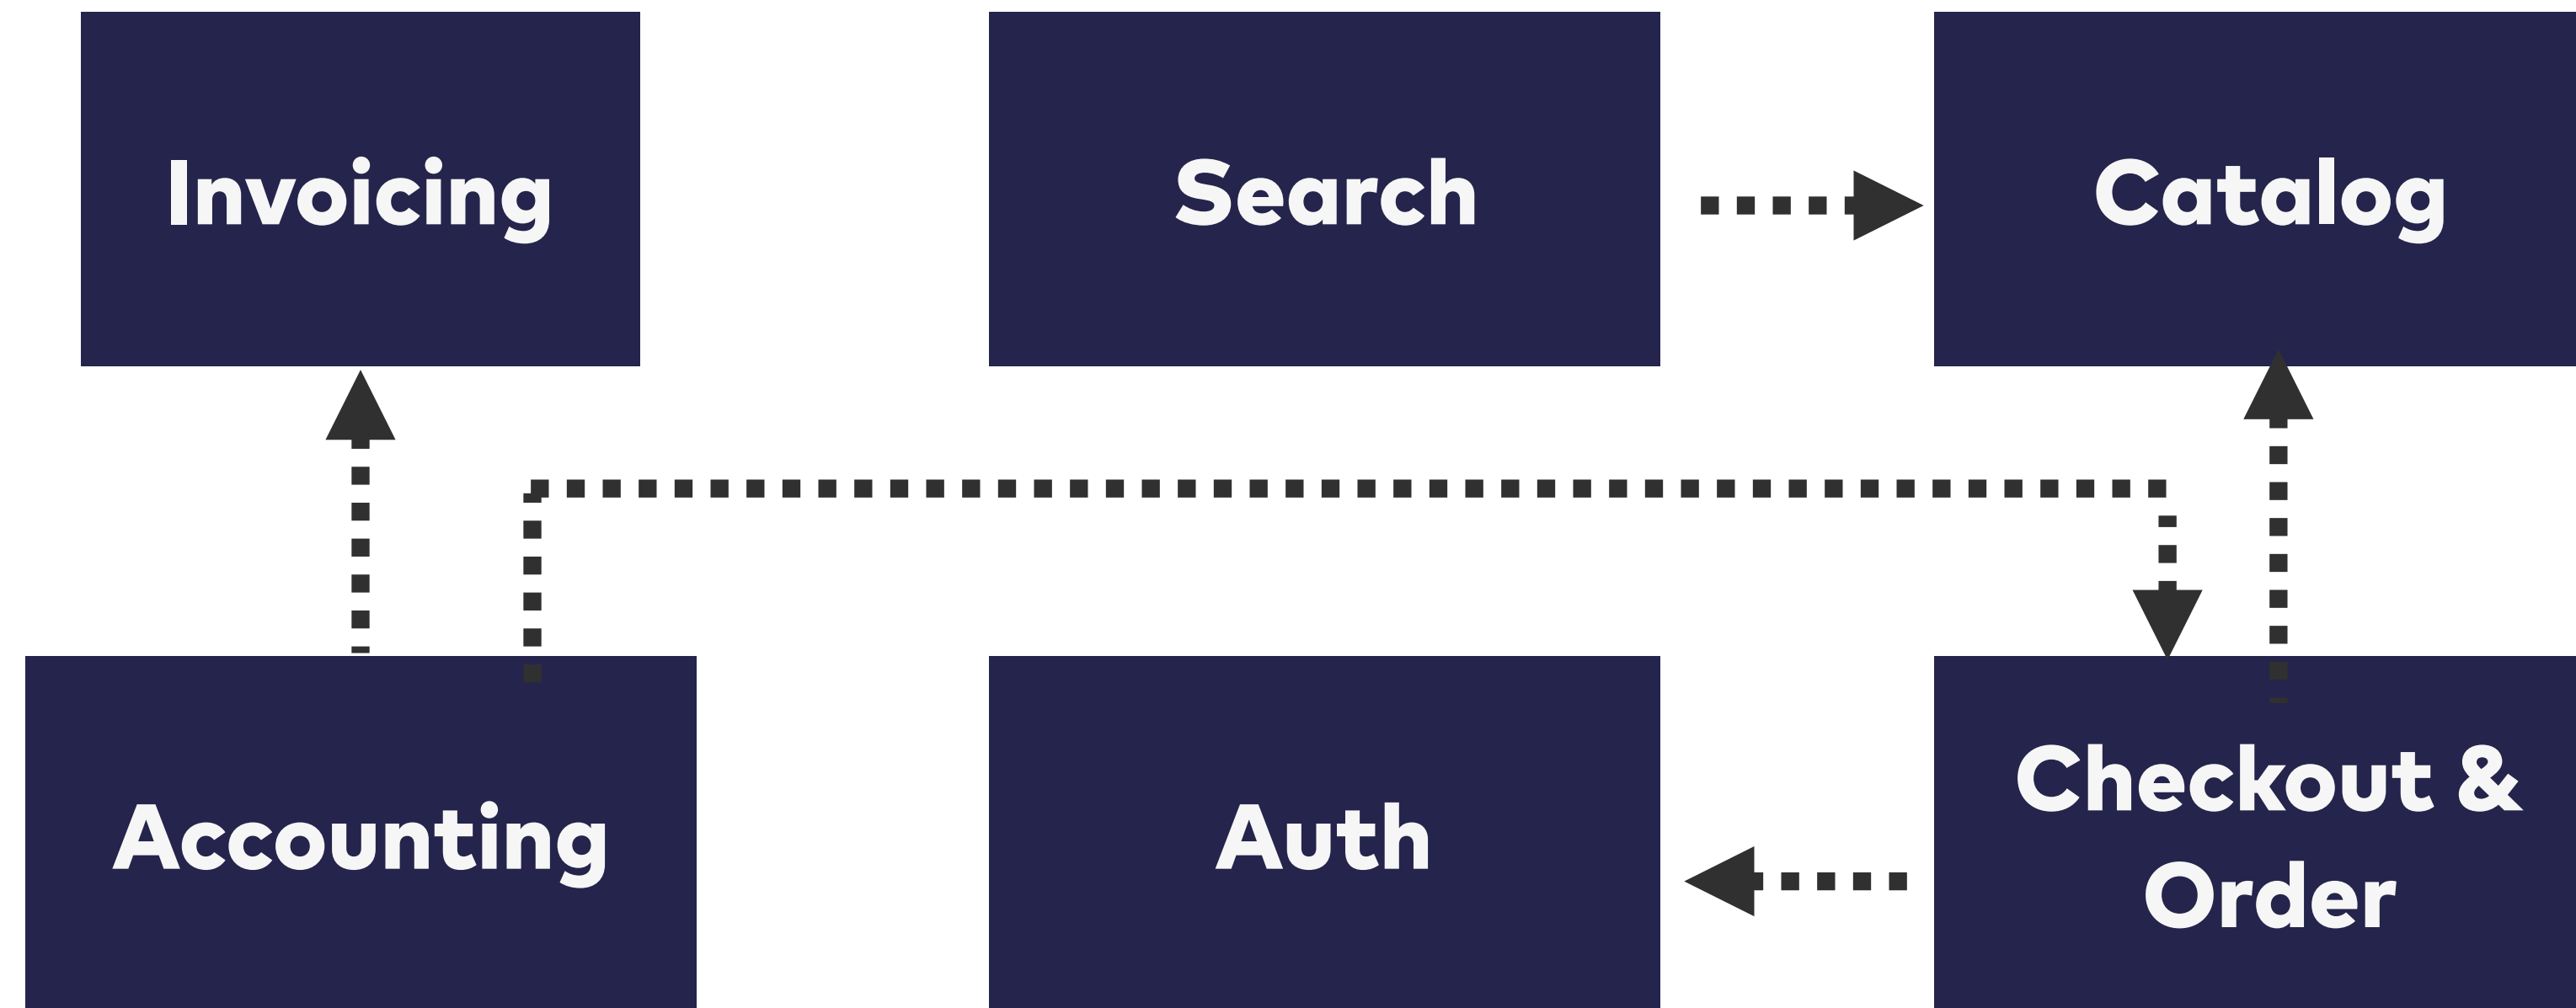 Invoicing
Search
Catalog
Accounting
Auth
Checkout &
Order